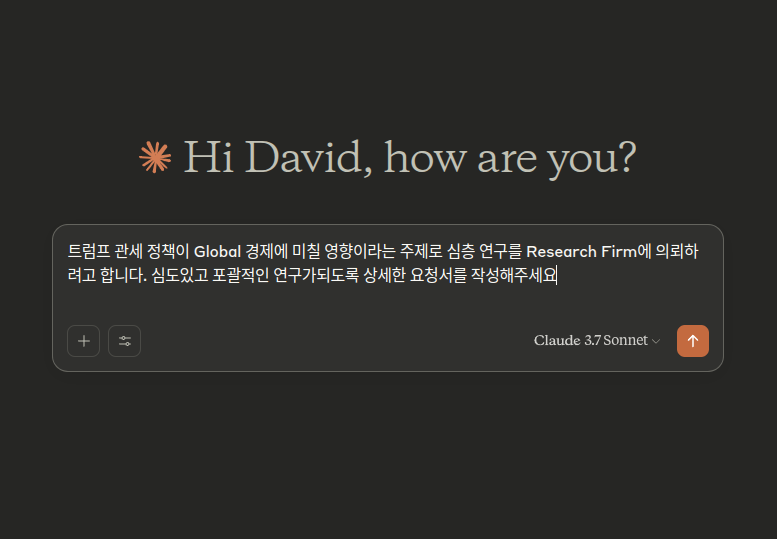 Hi David, how are you?
트럼프 관세 정책이 Global 경제에 미칠 영향이라는 주제로 심층 연구를 Research Firm에 의뢰하
려고 합니다. 심도있고 포괄적인 연구가되도록 상세한 요청서를 작성해주세요
Claude 3.7 Sonnet